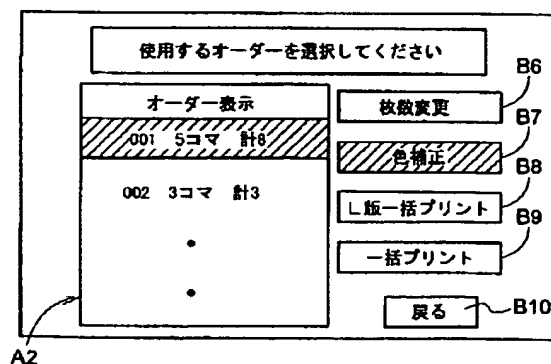 使用するオーダーを選択してください
オーダー表示
001 5コマ 計8
002 3コマ 計3
枚数変更
色補正
L版一括プリント
一括プリント
戻る
B6
B7
B8
B9
B10
A2